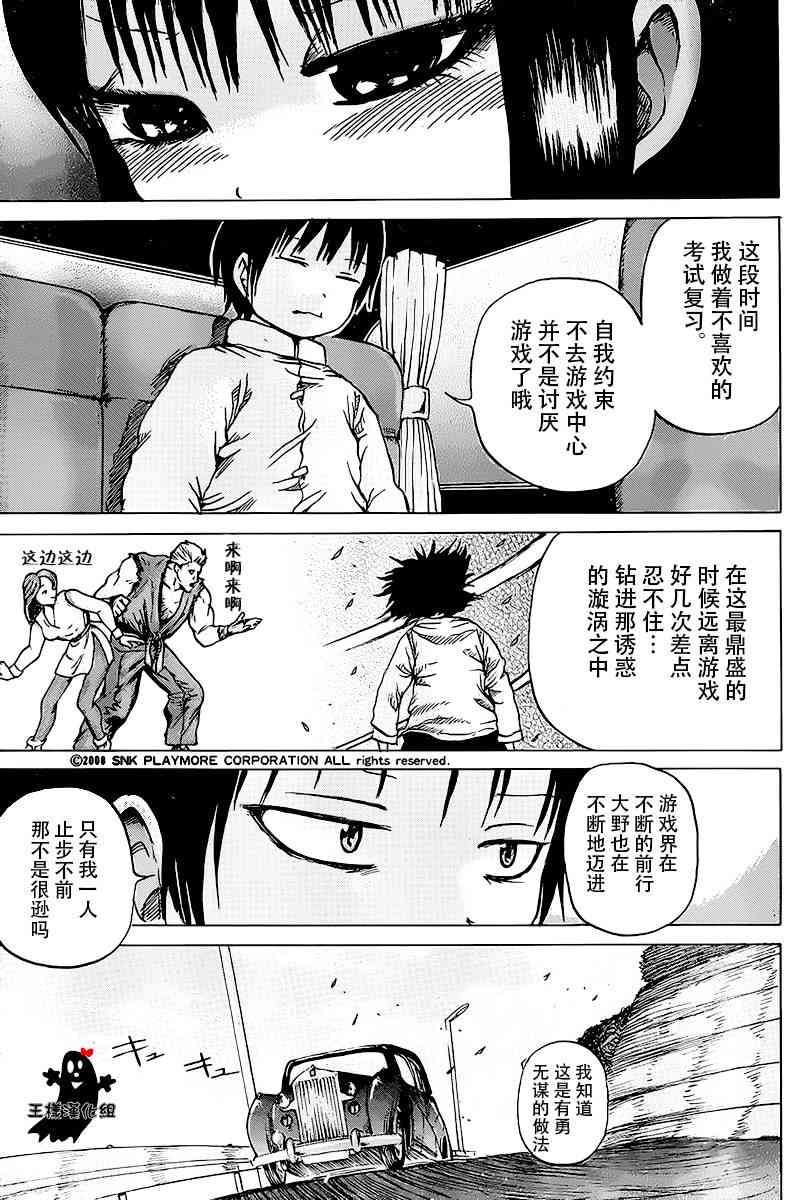 这段时间
我做着不喜欢的
考试复习。
自我约束
不去游戏中心
并不是讨厌
游戏了哦
在这最鼎盛的
时候远离游戏
好几次差点
忍不住…
钻进那诱惑
的漩涡之中
来啊来啊
这边这边
©2008 SNK PLAYMORE CORPORATION ALL rights reserved.
游戏界在
不断的前行
大野也在
不断地迈进
只有我一人
止步不前
那不是很逊吗
我知道
这是有勇
无谋的做法
キュ
キュ
王様漢化组